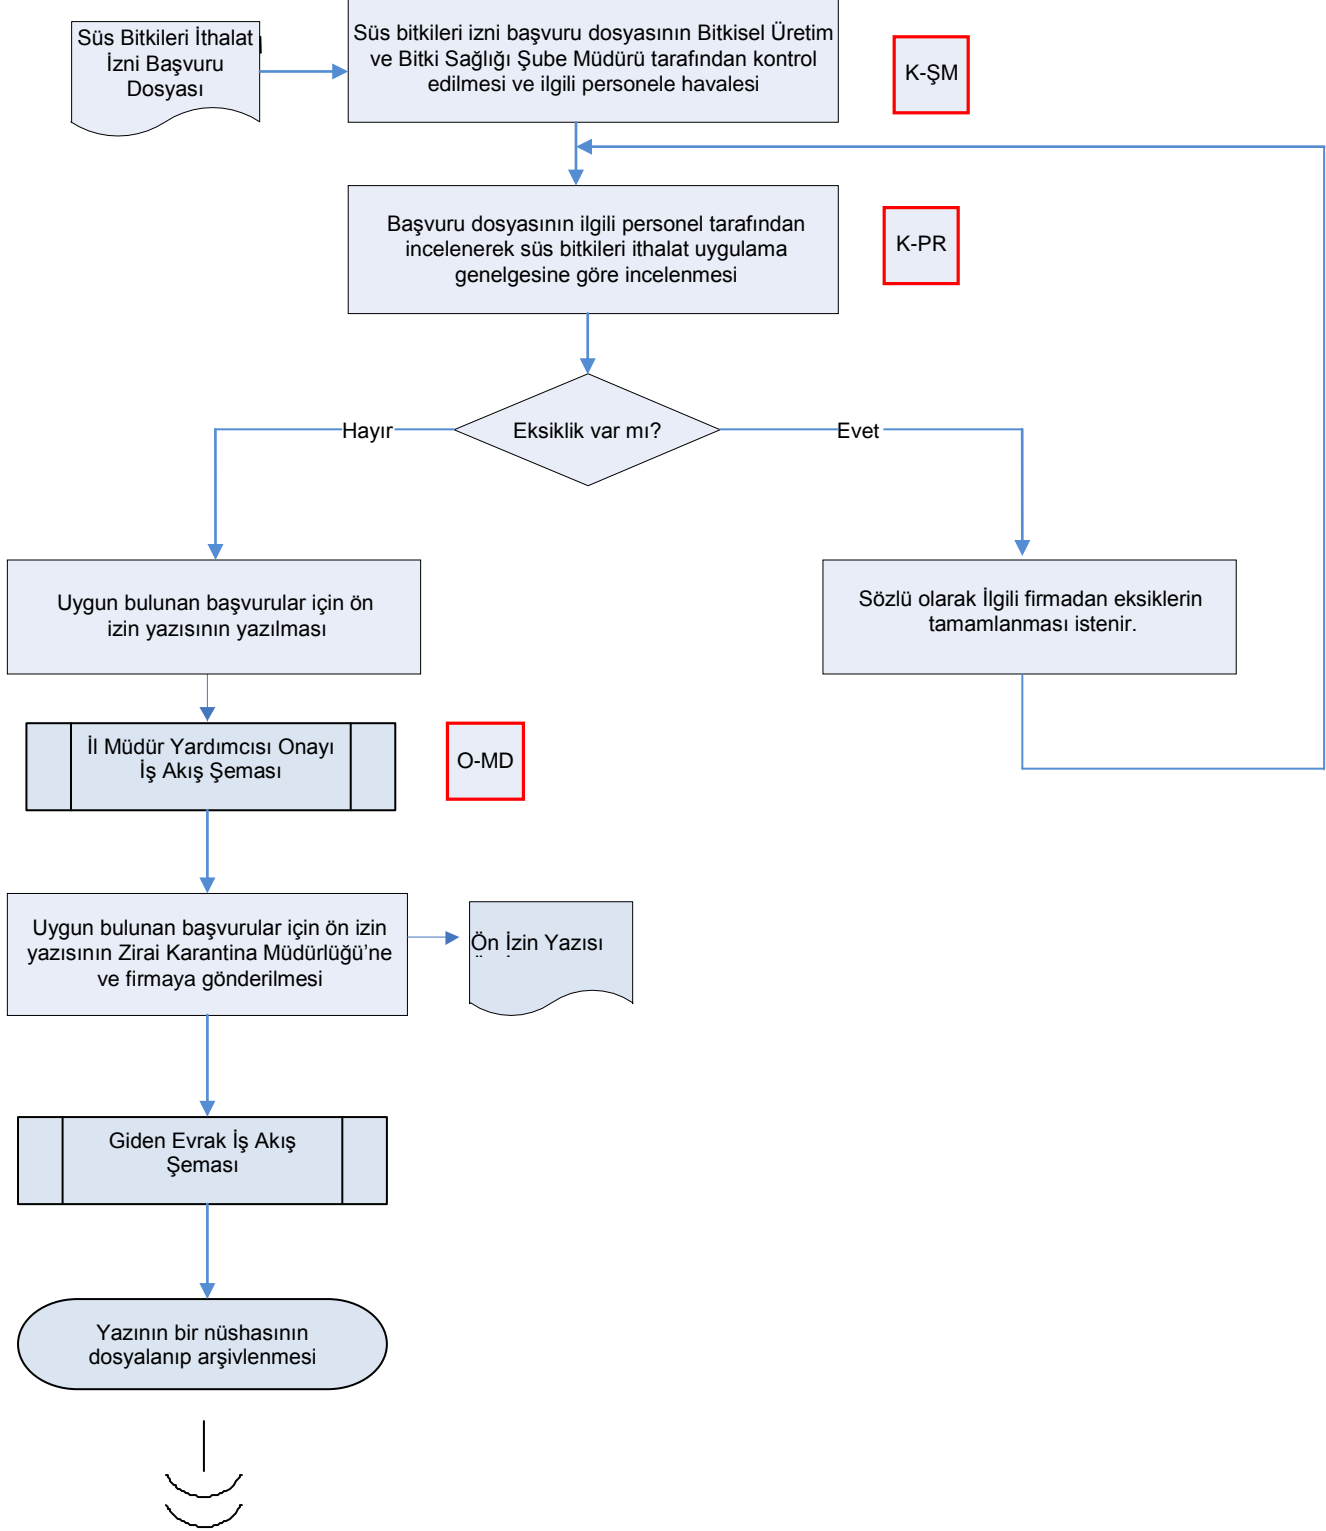 Süs Bitkileri İthalat
İzni Başvuru
Dosyası
Süs bitkileri izni başvuru dosyasının Bitkisel Üretim
ve Bitki Sağlığı Şube Müdürü tarafından kontrol
edilmesi ve ilgili personele havalesi
K-ŞM
Başvuru dosyasının ilgili personel tarafından
incelenerek süs bitkileri ithalat uygulama
genelgesine göre incelenmesi
K-PR
Hayır
Eksiklik var mı?
Evet
Uygun bulunan başvurular için ön
izin yazısının yazılması
Sözlü olarak İlgili firmadan eksiklerin
tamamlanması istenir.
İl Müdür Yardımcısı Onayı
İş Akış Şeması
O-MD
Uygun bulunan başvurular için ön izin
yazısının Zirai Karantina Müdürlüğü’ne
ve firmaya gönderilmesi
Ön İzin Yazısı
Giden Evrak İş Akış
Şeması
Yazının bir nüshasının
dosyalanıp arşivlenmesi